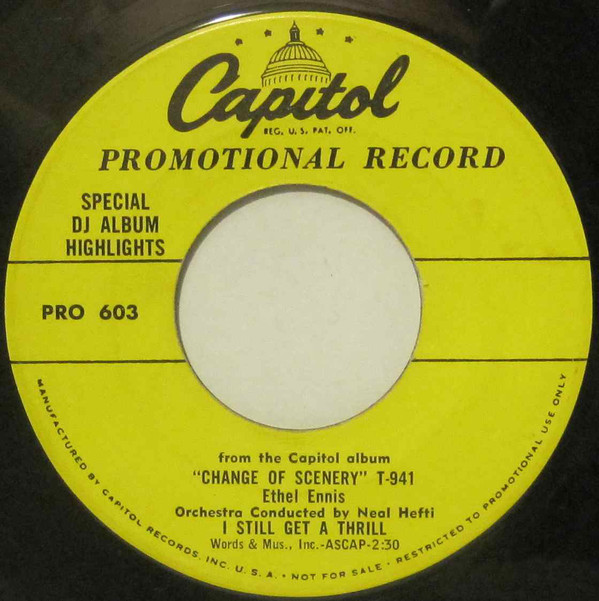 Capitol
REG. U. S. PAT. OFF.
PROMOTIONAL RECORD
SPECIAL
DJ ALBUM
HIGHLIGHTS
PRO 603
from the Capitol album
"CHANGE OF SCENERY" T-941
Ethel Ennis
Orchestra Conducted by Neal Hefti
I STILL GET A THRILL
Words & Mus., Inc.-ASCAP-2:30
MANUFACTURED BY CAPITOL RECORDS, INC. U. S. A. • NOT FOR SALE • RESTRICTED TO PROMOTIONAL USE ONLY